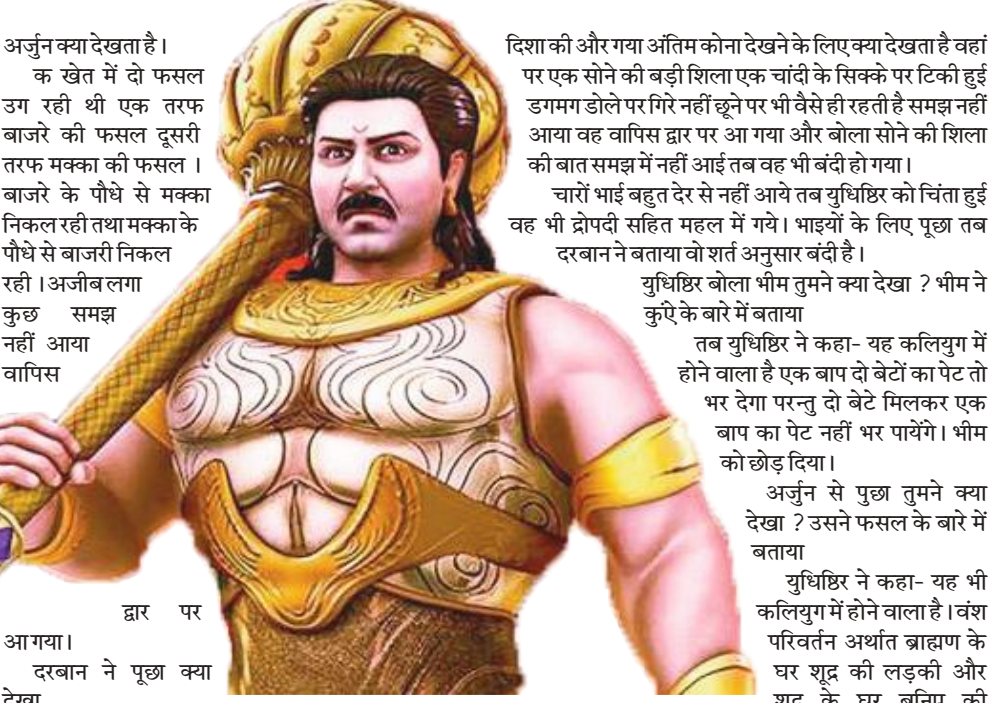 अर्जुन क्या देखता है।
क खेत में दो फसल
उग रही थी एक तरफ
बाजरे की फसल दूसरी
तरफ मक्का की फसल ।
बाजरे के पौधे से मक्का
निकल रही तथा मक्का के
पौधे से बाजरी निकल
रही । अजीब लगा
कुछ समझ
नहीं आया
वापिस
द्वार पर
आ गया।
दरबान ने पूछा क्या
देखा
दिशा की और गया अंतिम कोना देखने के लिए क्या देखता है वहां
पर एक सोने की बड़ी शिला एक चांदी के सिक्के पर टिकी हुई
डगमग डोले पर गिरे नहीं छूने पर भी वैसे ही रहती है समझ नहीं
आया वह वापिस द्वार पर आ गया और बोला सोने की शिला
की बात समझ में नहीं आई तब वह भी बंदी हो गया।
चारों भाई बहुत देर से नहीं आये तब युधिष्ठिर को चिंता हुई
वह भी द्रोपदी सहित महल में गये। भाइयों के लिए पूछा तब
दरबान ने बताया वो शर्त अनुसार बंदी है।
युधिष्ठिर बोला भीम तुमने क्या देखा ? भीम ने
कुंऐ के बारे में बताया
तब युधिष्ठिर ने कहा- यह कलियुग में
होने वाला है एक बाप दो बेटों का पेट तो
भर देगा परन्तु दो बेटे मिलकर एक
बाप का पेट नहीं भर पायेंगे। भीम
को छोड़ दिया।
अर्जुन से पुछा तुमने क्या
देखा ? उसने फसल के बारे में
बताया
युधिष्ठिर ने कहा- यह भी
कलियुग में होने वाला है। वंश
परिवर्तन अर्थात ब्राह्मण के
घर शूद्र की लड़की और
शूद्र के घर बनिए की